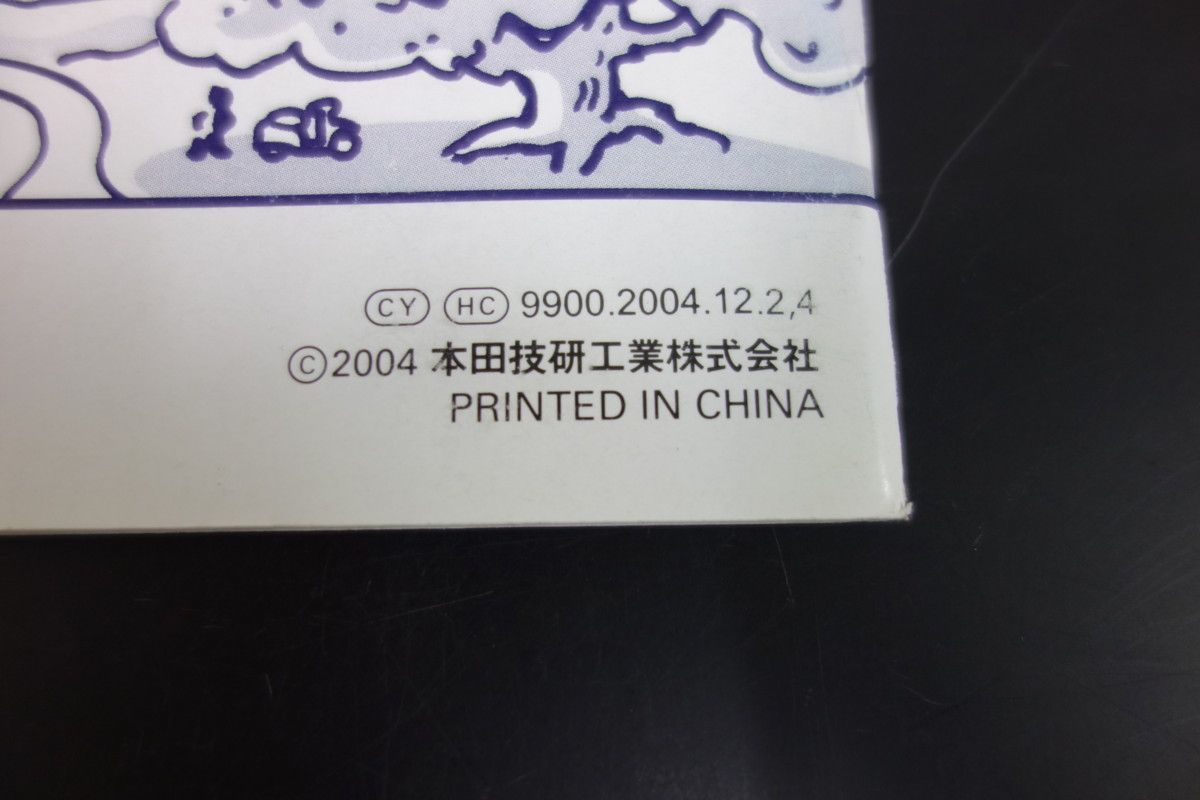 CY HC 9900.2004.12.2,4
©2004 本田技研工業株式会社
PRINTED IN CHINA